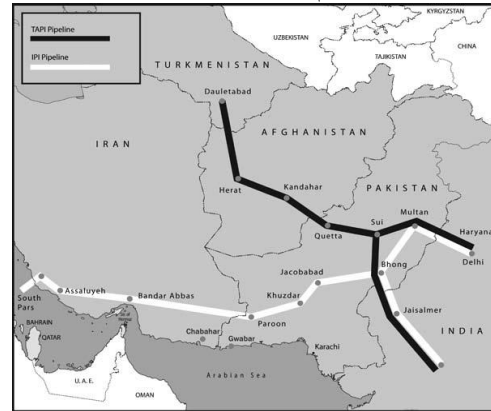 TAPI Pipeline
IPI Pipeline
KYRGYZSTAN
UZBEKISTAN
CHINA
TAJIKISTAN
TURKMENISTAN
Dauletabad
AFGHANISTAN
IRAN
PAKISTAN
Herat
Kandahar
Multan
Sui
Haryana
Quetta
Delhi
Bhong
Jacobabad
Assaluyeh
South
Pars
Bandar Abbas
Khuzdar
Jaisalmer
Paroon
BAHRAIN
QATAR
Chabahar
Gwabar
Karachi
INDIA
Arabian Sea
U. A. E.
OMAN